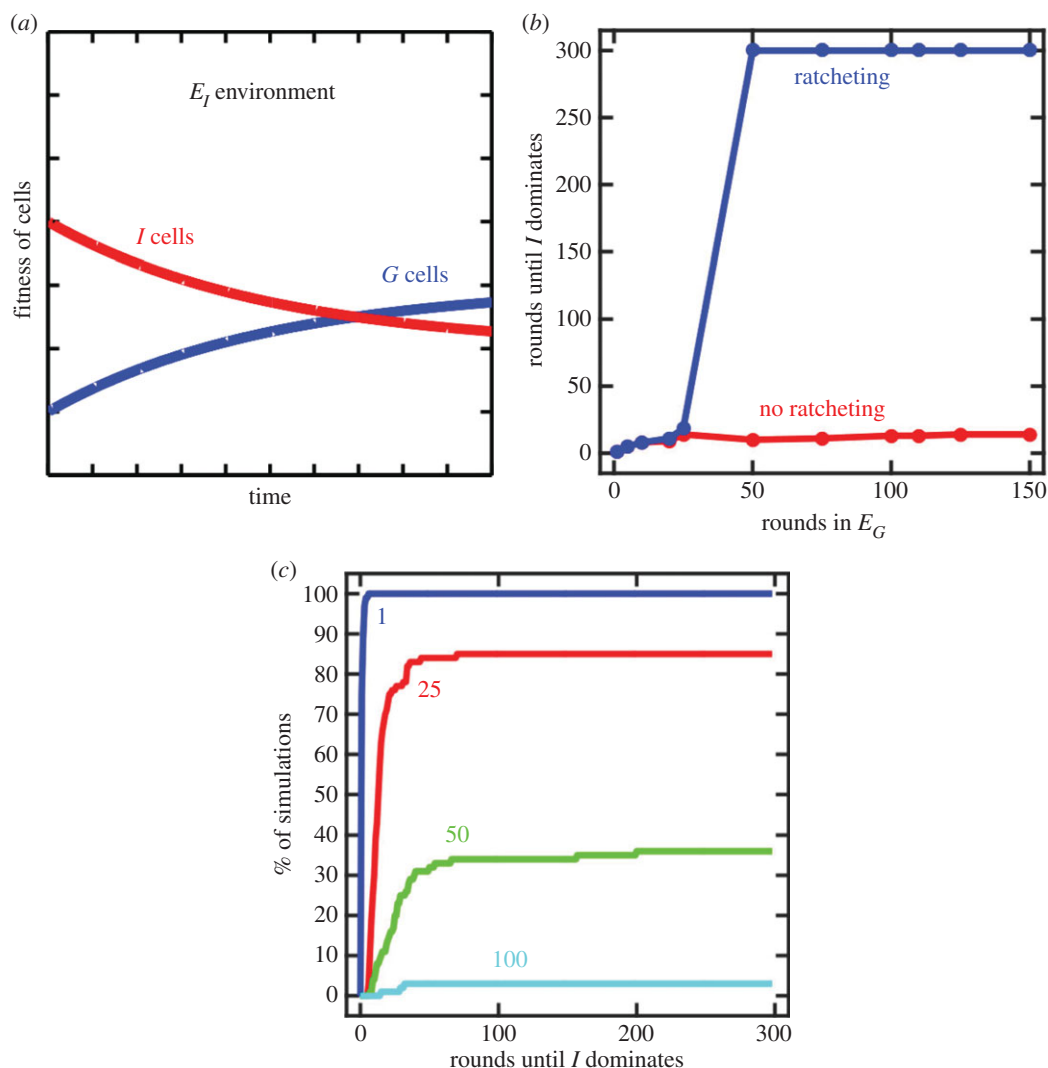 (a)
E_I environment
I cells
G cells
fitness of cells
time
(b)
300
250
200
150
100
50
0
ratcheting
no ratcheting
rounds until I dominates
0
50
100
150
rounds in E_G
(c)
100
90
80
70
60
50
40
30
20
10
0
1
25
50
100
% of simulations
0
100
200
300
rounds until I dominates